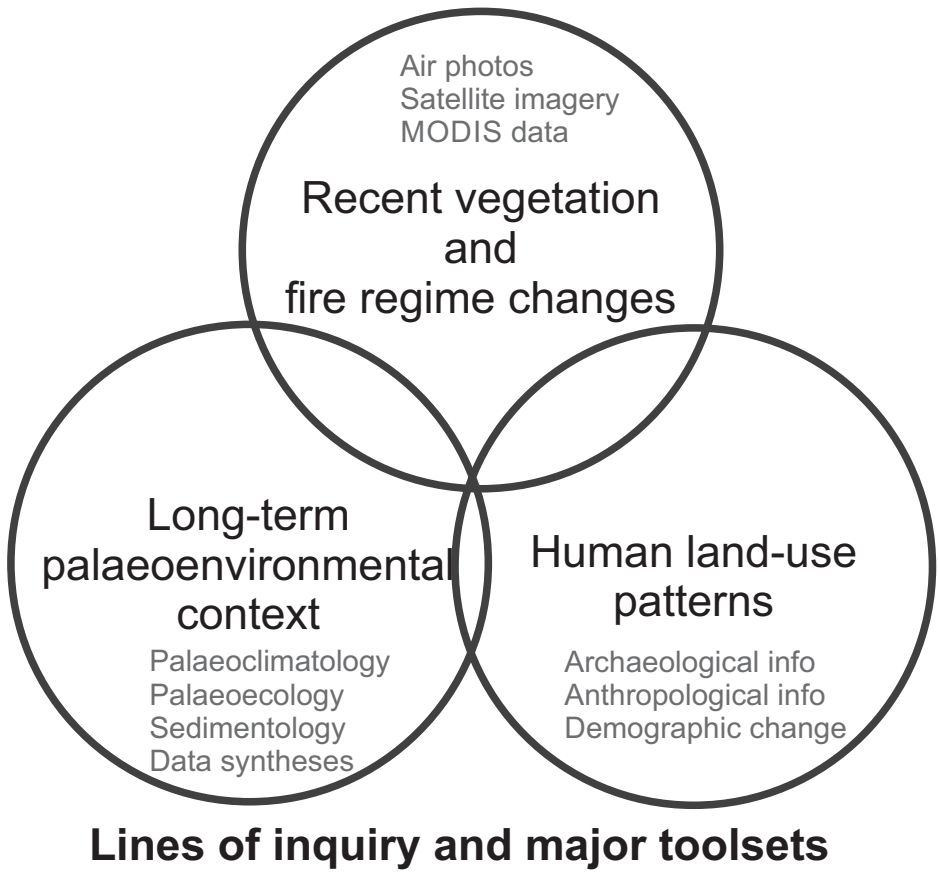 Air photos
Satellite imagery
MODIS data
Recent vegetation
and
fire regime changes
Long-term
palaeoenvironmental
context
Palaeoclimatology
Palaeoecology
Sedimentology
Data syntheses
Human land-use
patterns
Archaeological info
Anthropological info
Demographic change
Lines of inquiry and major toolsets